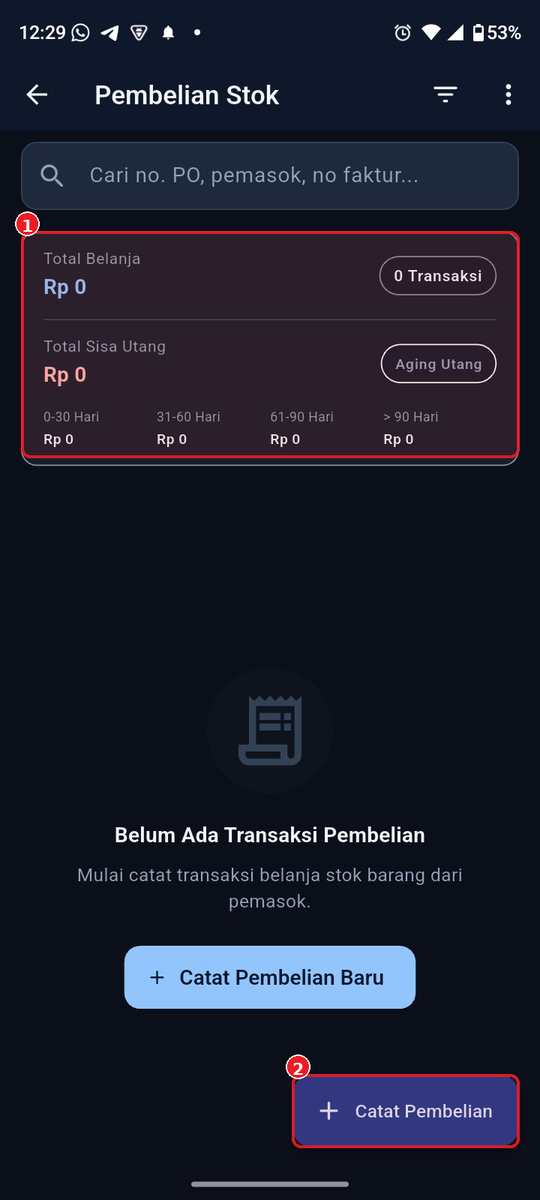 12:29 53%
Pembelian Stok
Cari no. PO, pemasok, no faktur...
1
Total Belanja
Rp 0
0 Transaksi
Total Sisa Utang
Rp 0
Aging Utang
0-30 Hari 31-60 Hari 61-90 Hari > 90 Hari
Rp 0 Rp 0 Rp 0 Rp 0
Belum Ada Transaksi Pembelian
Mulai catat transaksi belanja stok barang dari
pemasok.
+ Catat Pembelian Baru
2
+ Catat Pembelian